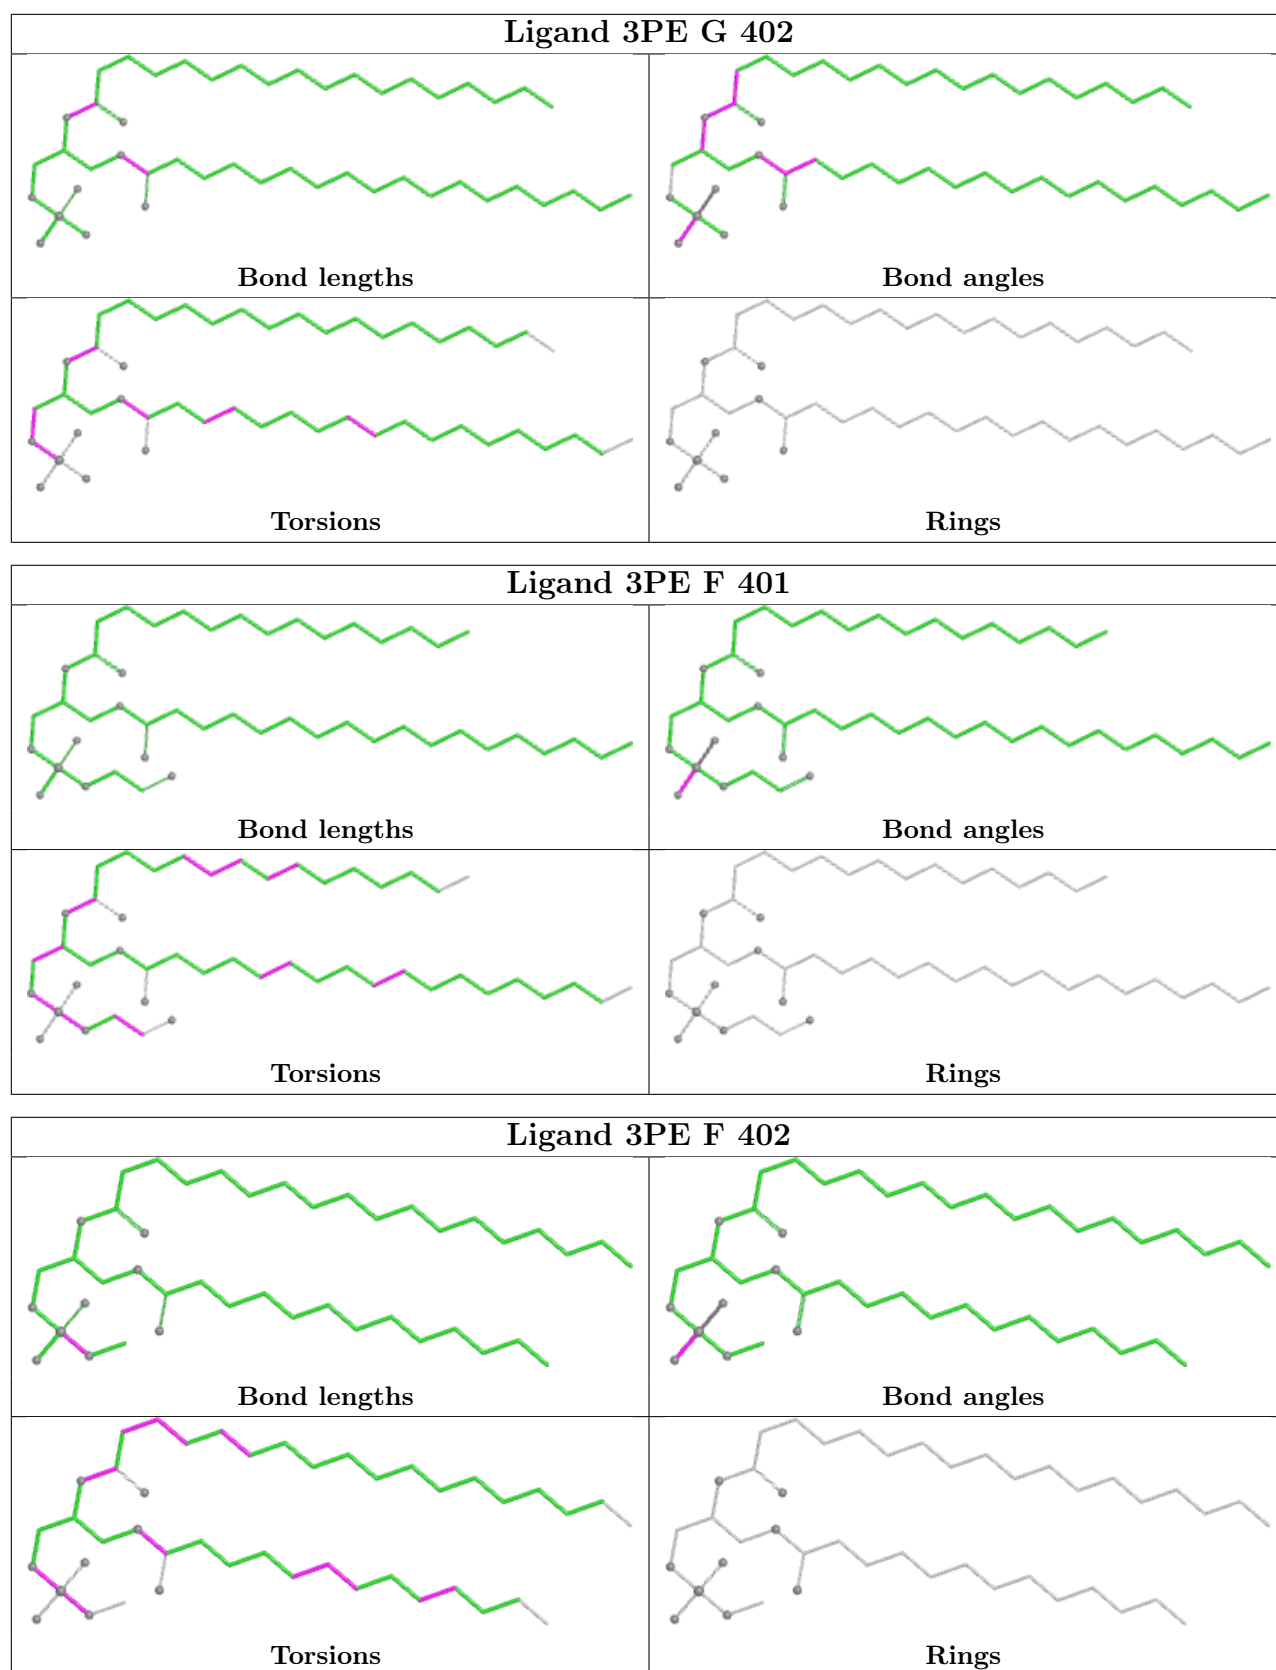 Ligand 3PE G 402
Bond lengths
Bond angles
Torsions
Rings
Ligand 3PE F 401
Bond lengths
Bond angles
Torsions
Rings
Ligand 3PE F 402
Bond lengths
Bond angles
Torsions
Rings